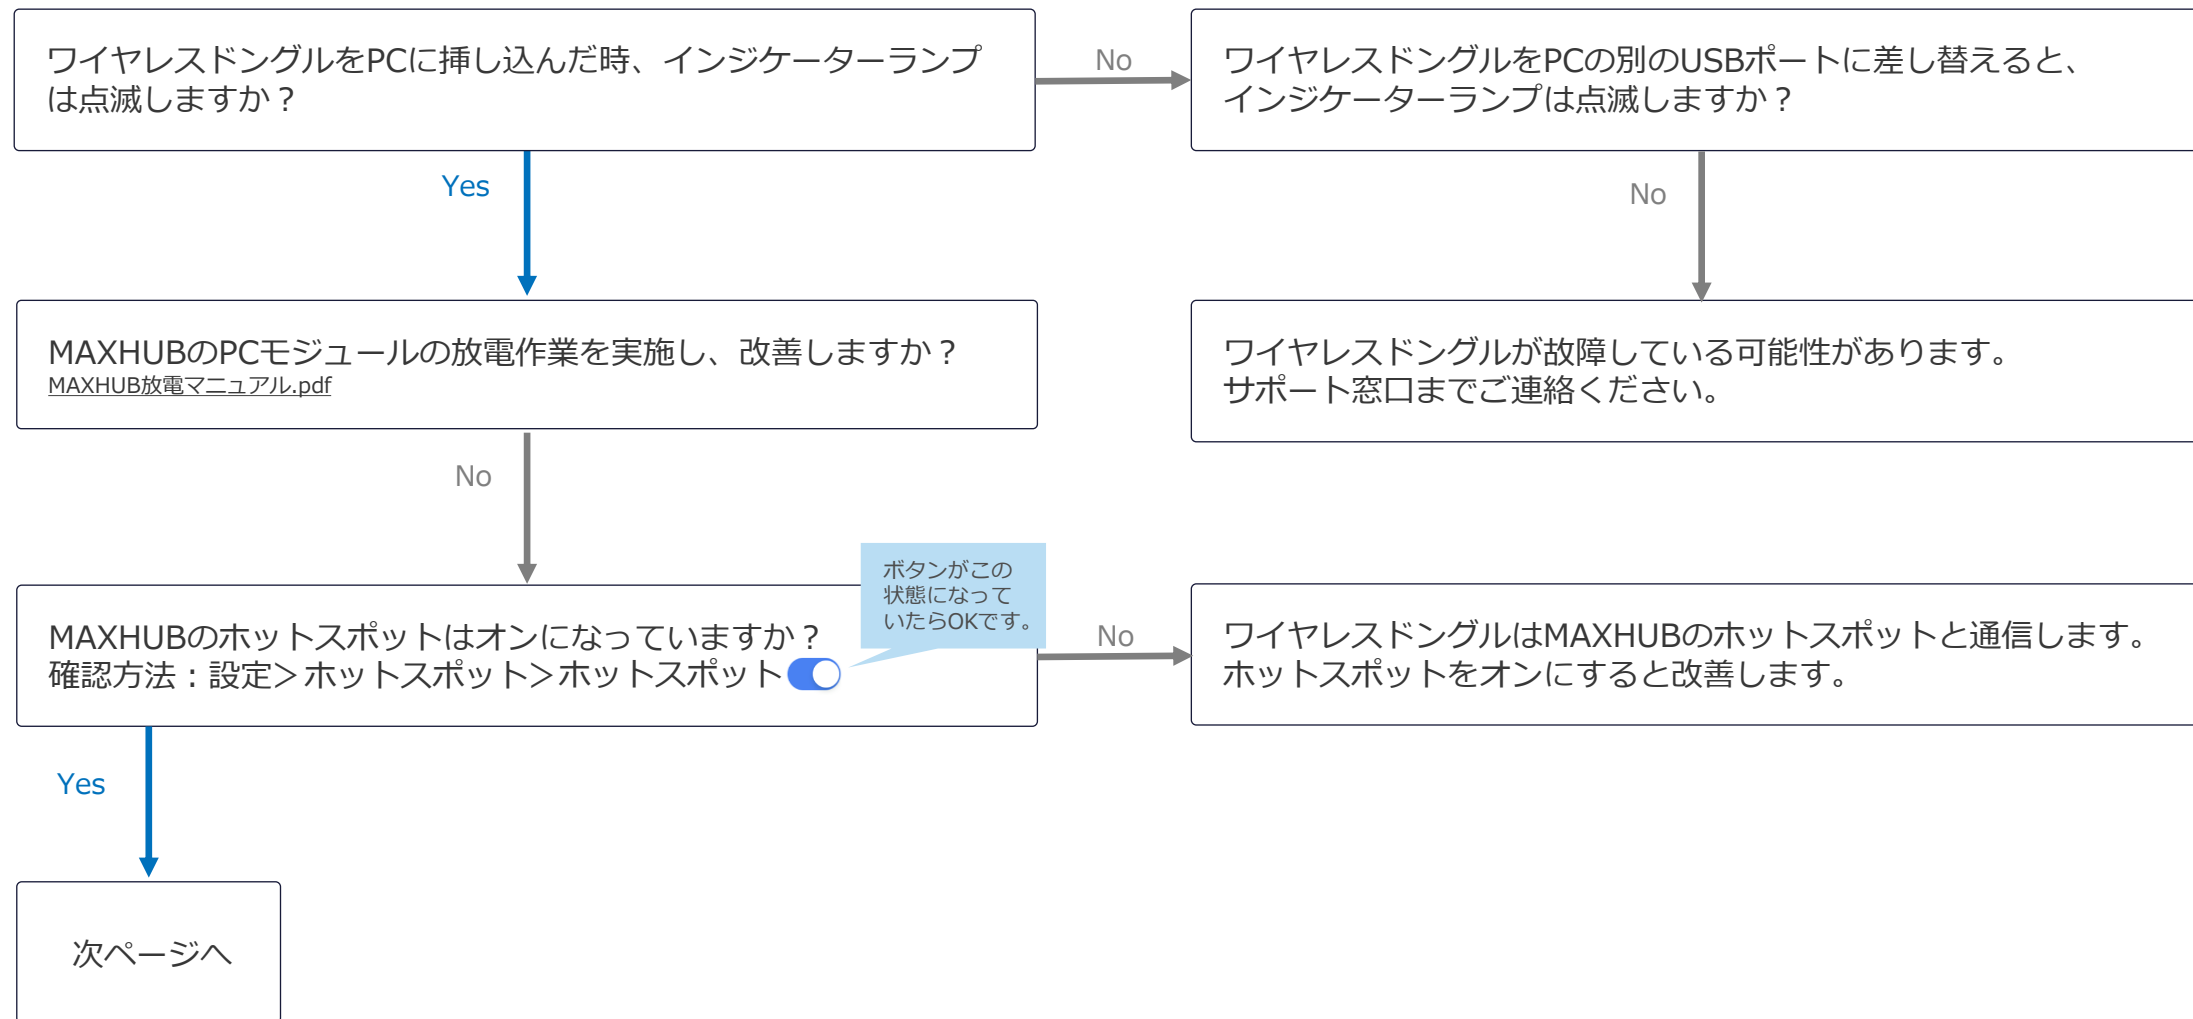 ワイヤレスドングルをPCに挿し込んだ時、インジケーターランプ
は点滅しますか？
No
ワイヤレスドングルをPCの別のUSBポートに差し替えると、
インジケーターランプは点滅しますか？
Yes
No
MAXHUBのPCモジュールの放電作業を実施し、改善しますか？
MAXHUB放電マニュアル.pdf
ワイヤレスドングルが故障している可能性があります。
サポート窓口までご連絡ください。
No
ボタンがこの
状態になって
いたらOKです。
MAXHUBのホットスポットはオンになっていますか？
確認方法：設定＞ホットスポット＞ホットスポット
No
ワイヤレスドングルはMAXHUBのホットスポットと通信します。
ホットスポットをオンにすると改善します。
Yes
次ページへ